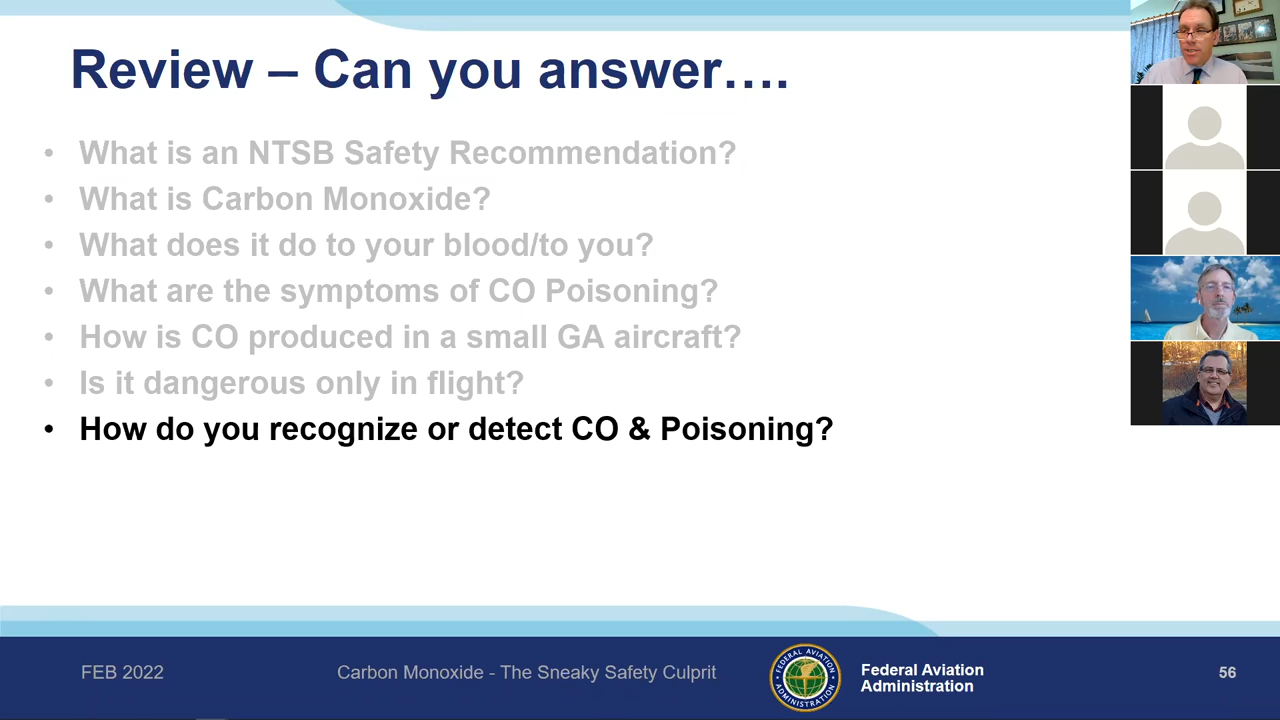 Review – Can you answer….
• What is an NTSB Safety Recommendation?
• What is Carbon Monoxide?
• What does it do to your blood/to you?
• What are the symptoms of CO Poisoning?
• How is CO produced in a small GA aircraft?
• Is it dangerous only in flight?
• How do you recognize or detect CO & Poisoning?
FEB 2022
Carbon Monoxide - The Sneaky Safety Culprit
FEDERAL AVIATION
ADMINISTRATION
Federal Aviation
Administration
56